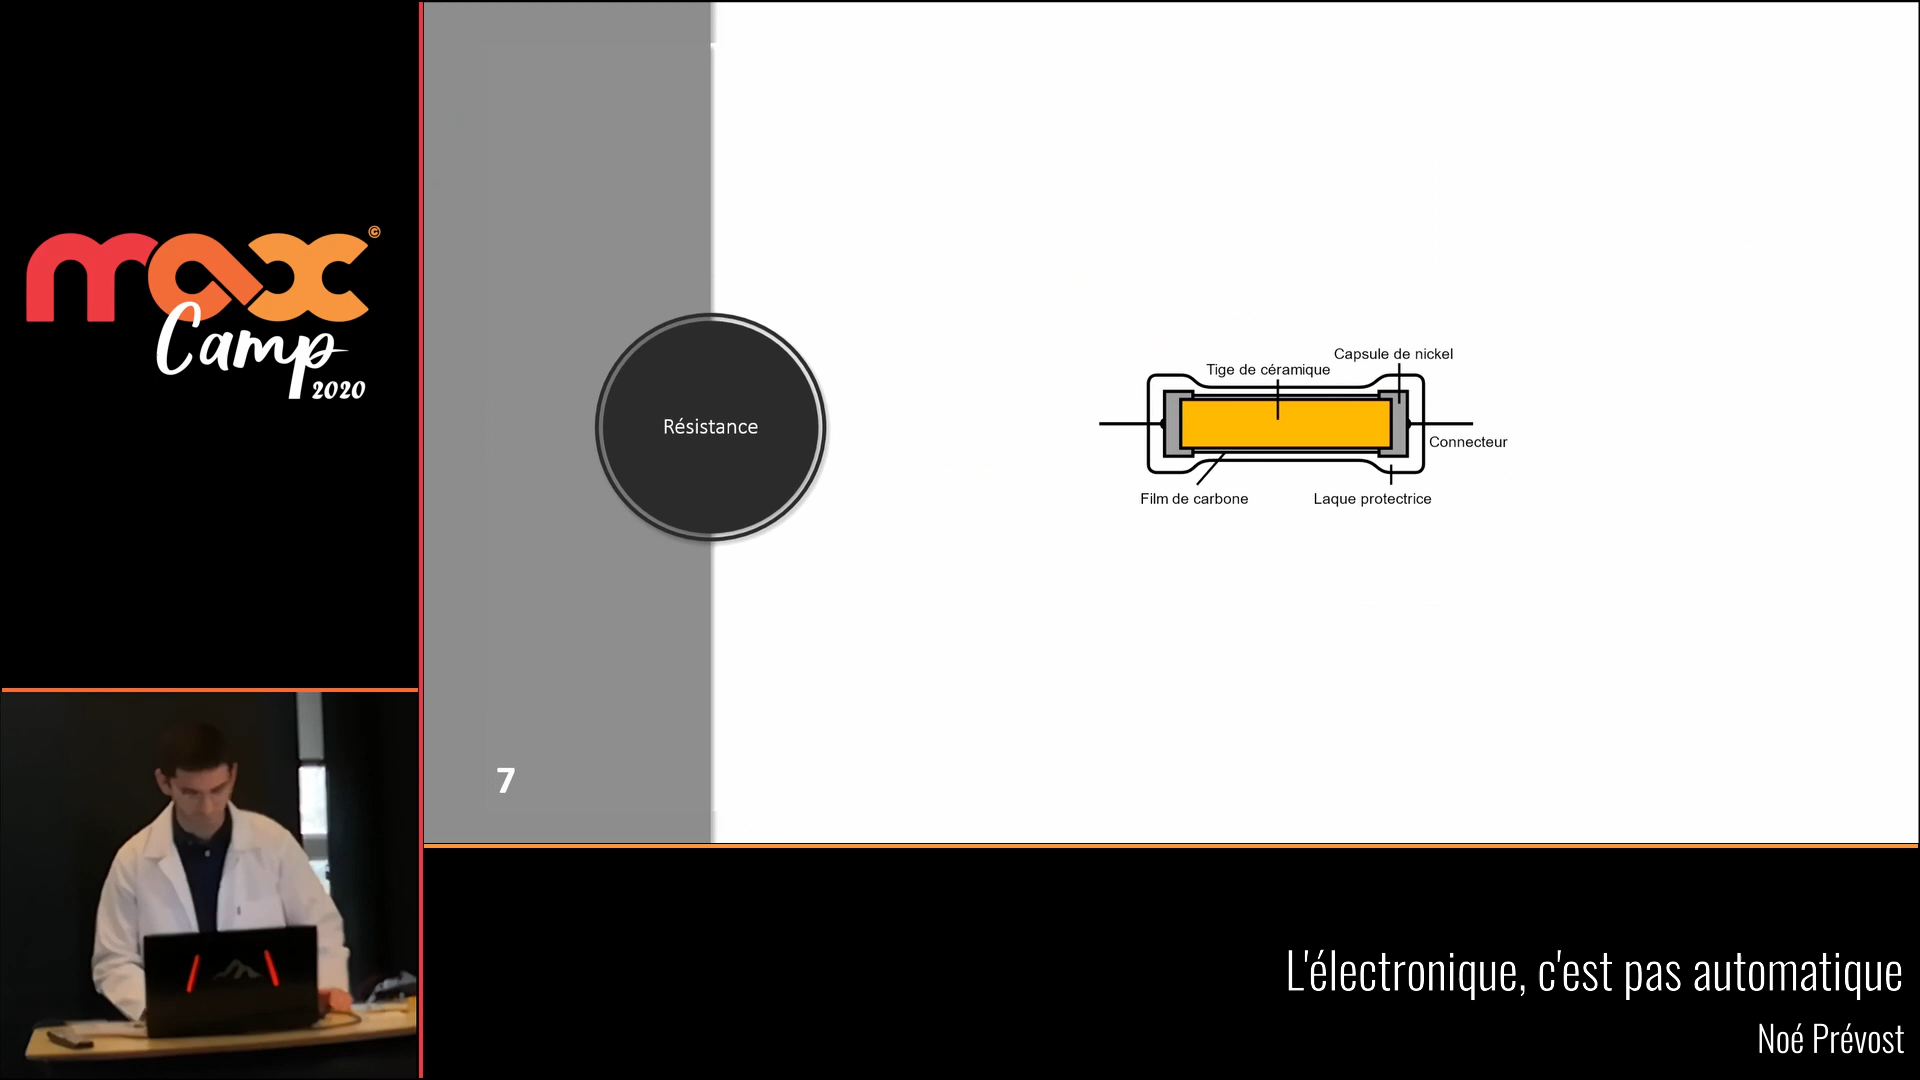 max©
Camp
2020
Résistance
7
Capsule de nickel
Tige de céramique
Connecteur
Film de carbone
Laque protectrice
L'électronique, c'est pas automatique
Noé Prévost